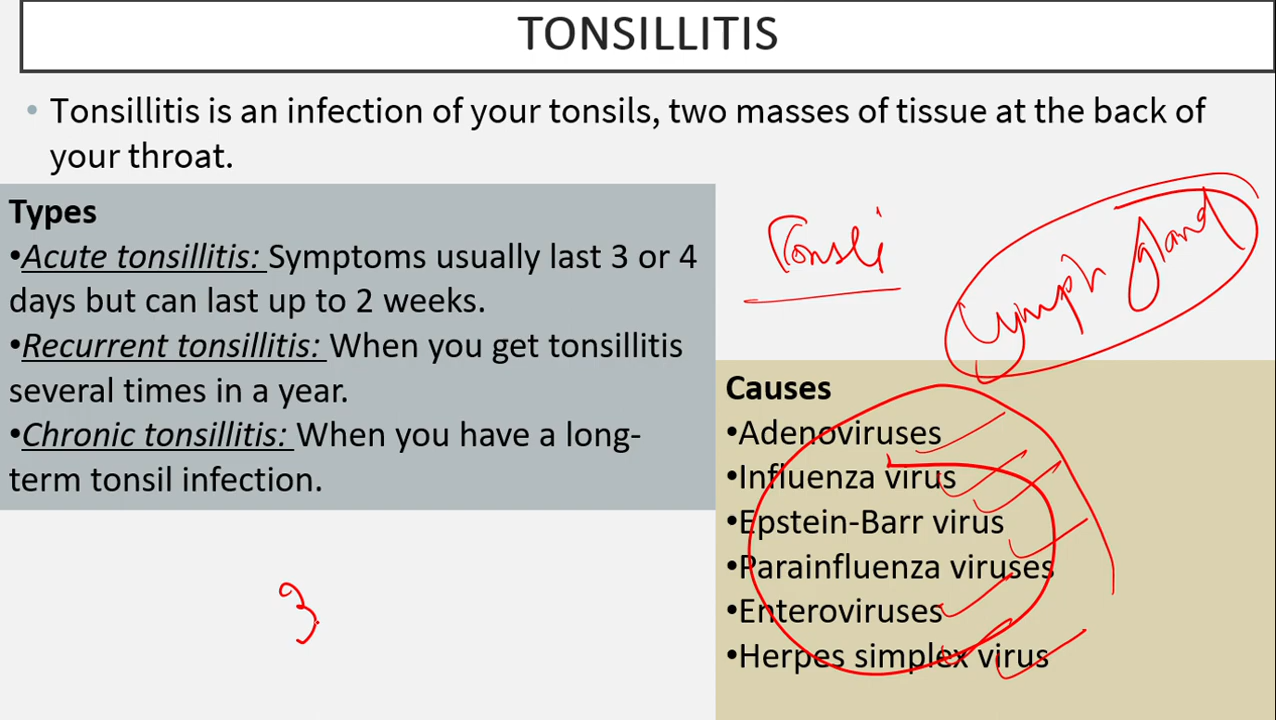 TONSILLITIS
• Tonsillitis is an infection of your tonsils, two masses of tissue at the back of
your throat.
Types
•Acute tonsillitis: Symptoms usually last 3 or 4
days but can last up to 2 weeks.
•Recurrent tonsillitis: When you get tonsillitis
several times in a year.
•Chronic tonsillitis: When you have a long-
term tonsil infection.
Tonsli
Lymph gland
Causes
•Adenoviruses
•Influenza virus
•Epstein-Barr virus
•Parainfluenza viruses
•Enteroviruses
•Herpes simplex virus
3